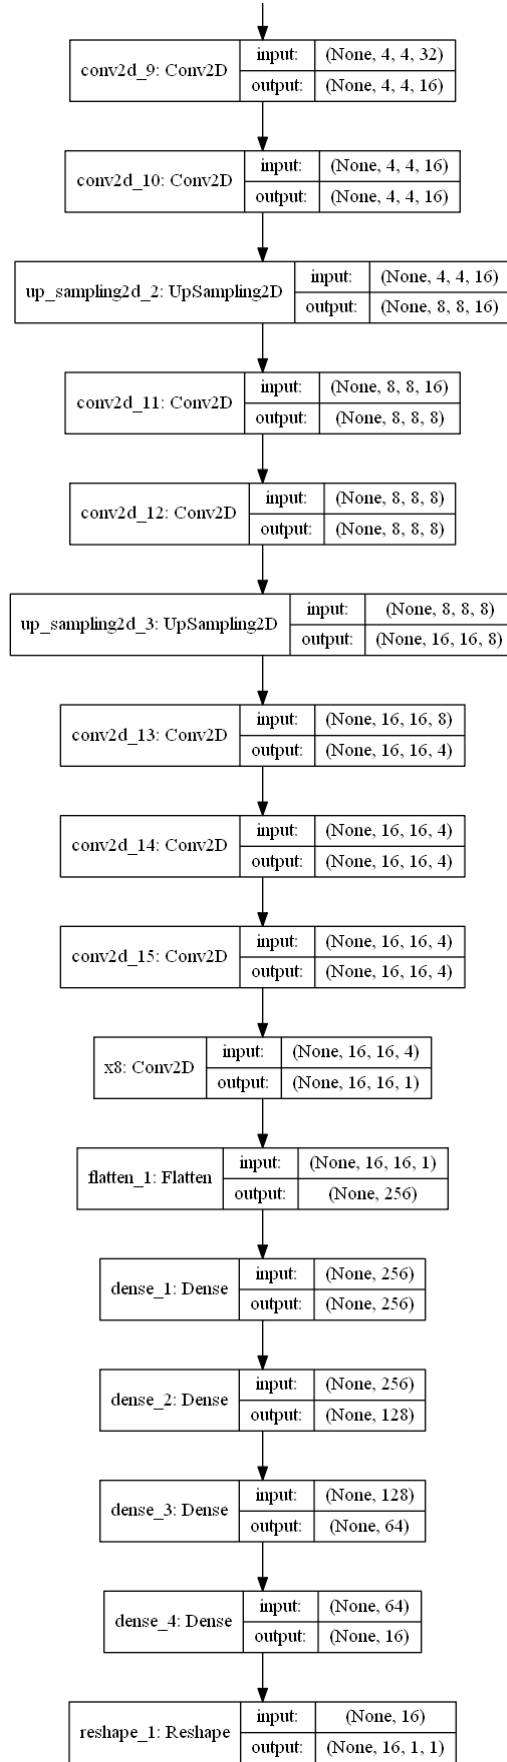 conv2d_9: Conv2D
input: (None, 4, 4, 32)
output: (None, 4, 4, 16)
conv2d_10: Conv2D
input: (None, 4, 4, 16)
output: (None, 4, 4, 16)
up_sampling2d_2: UpSampling2D
input: (None, 4, 4, 16)
output: (None, 8, 8, 16)
conv2d_11: Conv2D
input: (None, 8, 8, 16)
output: (None, 8, 8, 8)
conv2d_12: Conv2D
input: (None, 8, 8, 8)
output: (None, 8, 8, 8)
up_sampling2d_3: UpSampling2D
input: (None, 8, 8, 8)
output: (None, 16, 16, 8)
conv2d_13: Conv2D
input: (None, 16, 16, 8)
output: (None, 16, 16, 4)
conv2d_14: Conv2D
input: (None, 16, 16, 4)
output: (None, 16, 16, 4)
conv2d_15: Conv2D
input: (None, 16, 16, 4)
output: (None, 16, 16, 4)
x8: Conv2D
input: (None, 16, 16, 4)
output: (None, 16, 16, 1)
flatten_1: Flatten
input: (None, 16, 16, 1)
output: (None, 256)
dense_1: Dense
input: (None, 256)
output: (None, 256)
dense_2: Dense
input: (None, 256)
output: (None, 128)
dense_3: Dense
input: (None, 128)
output: (None, 64)
dense_4: Dense
input: (None, 64)
output: (None, 16)
reshape_1: Reshape
input: (None, 16)
output: (None, 16, 1, 1)